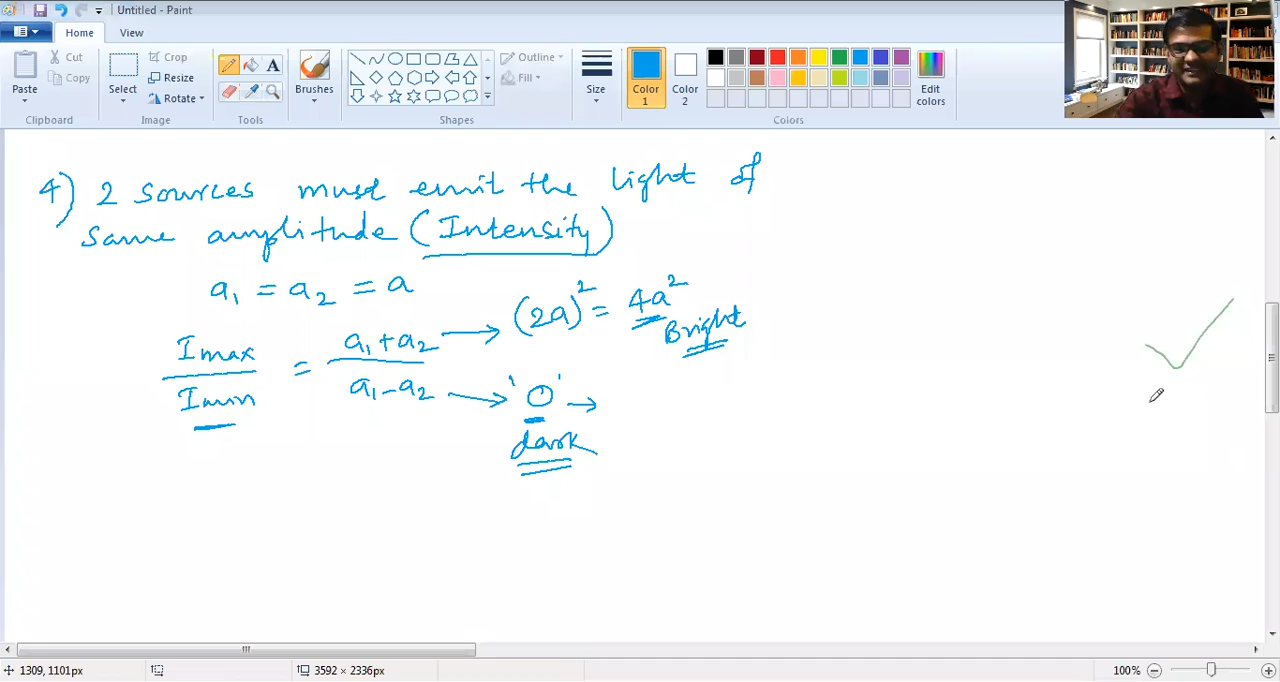 Untitled - Paint
Home View
Paste
Cut
Copy
Clipboard
Select
Crop
Resize
Rotate
Image
A
Tools
Brushes
Shapes
Outline
Fill
Size
Color 1
Color 2
Edit colors
Colors
4) 2 sources must emit the light of
same amplitude (Intensity)
a₁ = a₂ = a
Imax / Imin = a₁+a₂ / a₁-a₂
→ (2a)² = 4a²
Bright
→ '0' →
dark
1309, 1101px
3592 × 2336px
100%